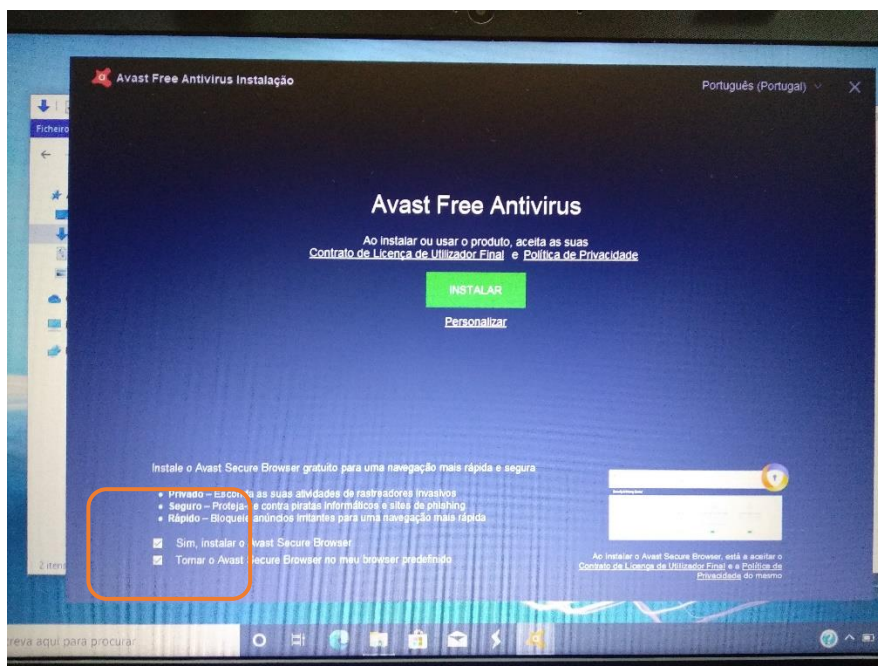 Avast Free Antivirus Instalação
Português (Portugal)
Ficheiro
Avast Free Antivirus
Ao instalar ou usar o produto, aceita as suas
Contrato de Licença de Utilizador Final e Política de Privacidade
INSTALAR
Personalizar
Instale o Avast Secure Browser gratuito para uma navegação mais rápida e segura
Privado – Esconda as suas atividades de rastreadores invasivos
Seguro – Proteja-se contra piratas informáticos e sites de phishing
Rápido – Bloqueie anúncios irritantes para uma navegação mais rápida
Sim, instalar o Avast Secure Browser
Tornar o Avast Secure Browser no meu browser predefinido
Ao instalar o Avast Secure Browser, está a aceitar o
Contrato de Licença de Utilizador Final e a Política de
Privacidade do mesmo
2 itens
reva aqui para procurar